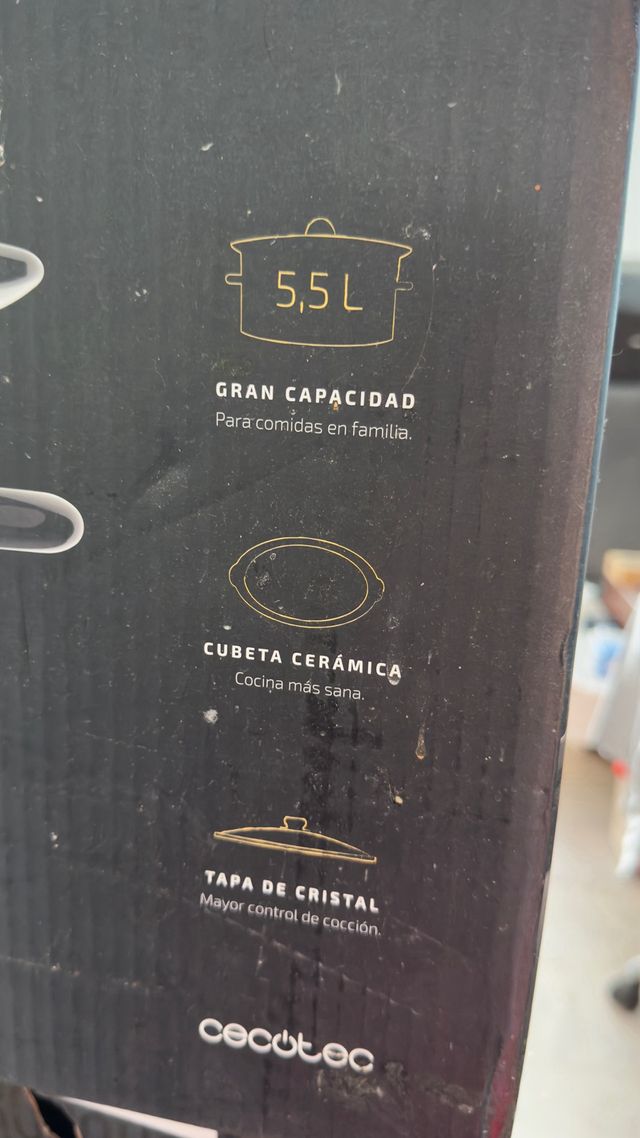 5,5 L
GRAN CAPACIDAD
Para comidas en familia.
CUBETA CERÁMICA
Cocina más sana.
TAPA DE CRISTAL
Mayor control de cocción.
cecotec